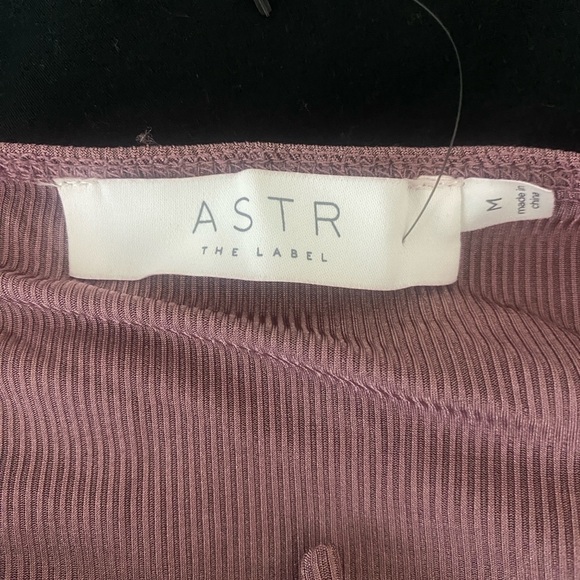 ASTR
THE LABEL
M
made in
china